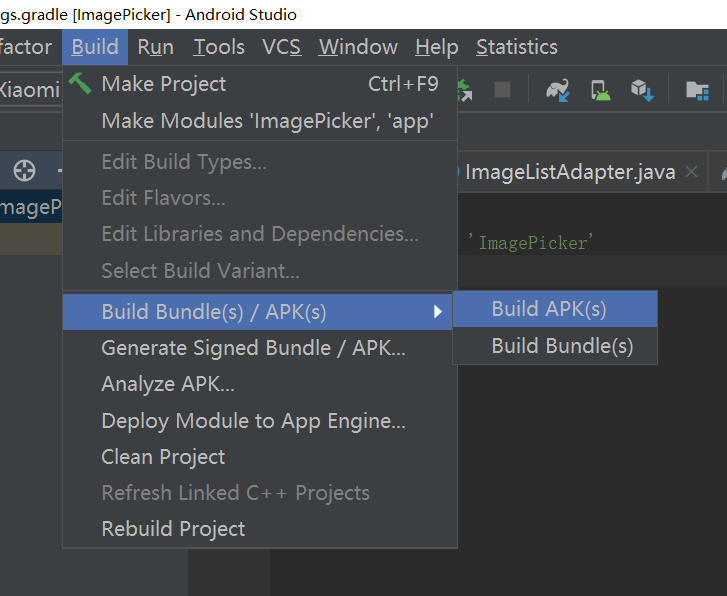 gs.gradle [ImagePicker] - Android Studio
factor Build Run Tools VCS Window Help Statistics
Xiaomi
Make Project Ctrl+F9
Make Modules 'ImagePicker', 'app'
Edit Build Types...
ImageListAdapter.java
mageP
Edit Flavors...
Edit Libraries and Dependencies...
'ImagePicker'
Select Build Variant...
Build Bundle(s) / APK(s)
Build APK(s)
Generate Signed Bundle / APK...
Build Bundle(s)
Analyze APK...
Deploy Module to App Engine...
Clean Project
Refresh Linked C++ Projects
Rebuild Project